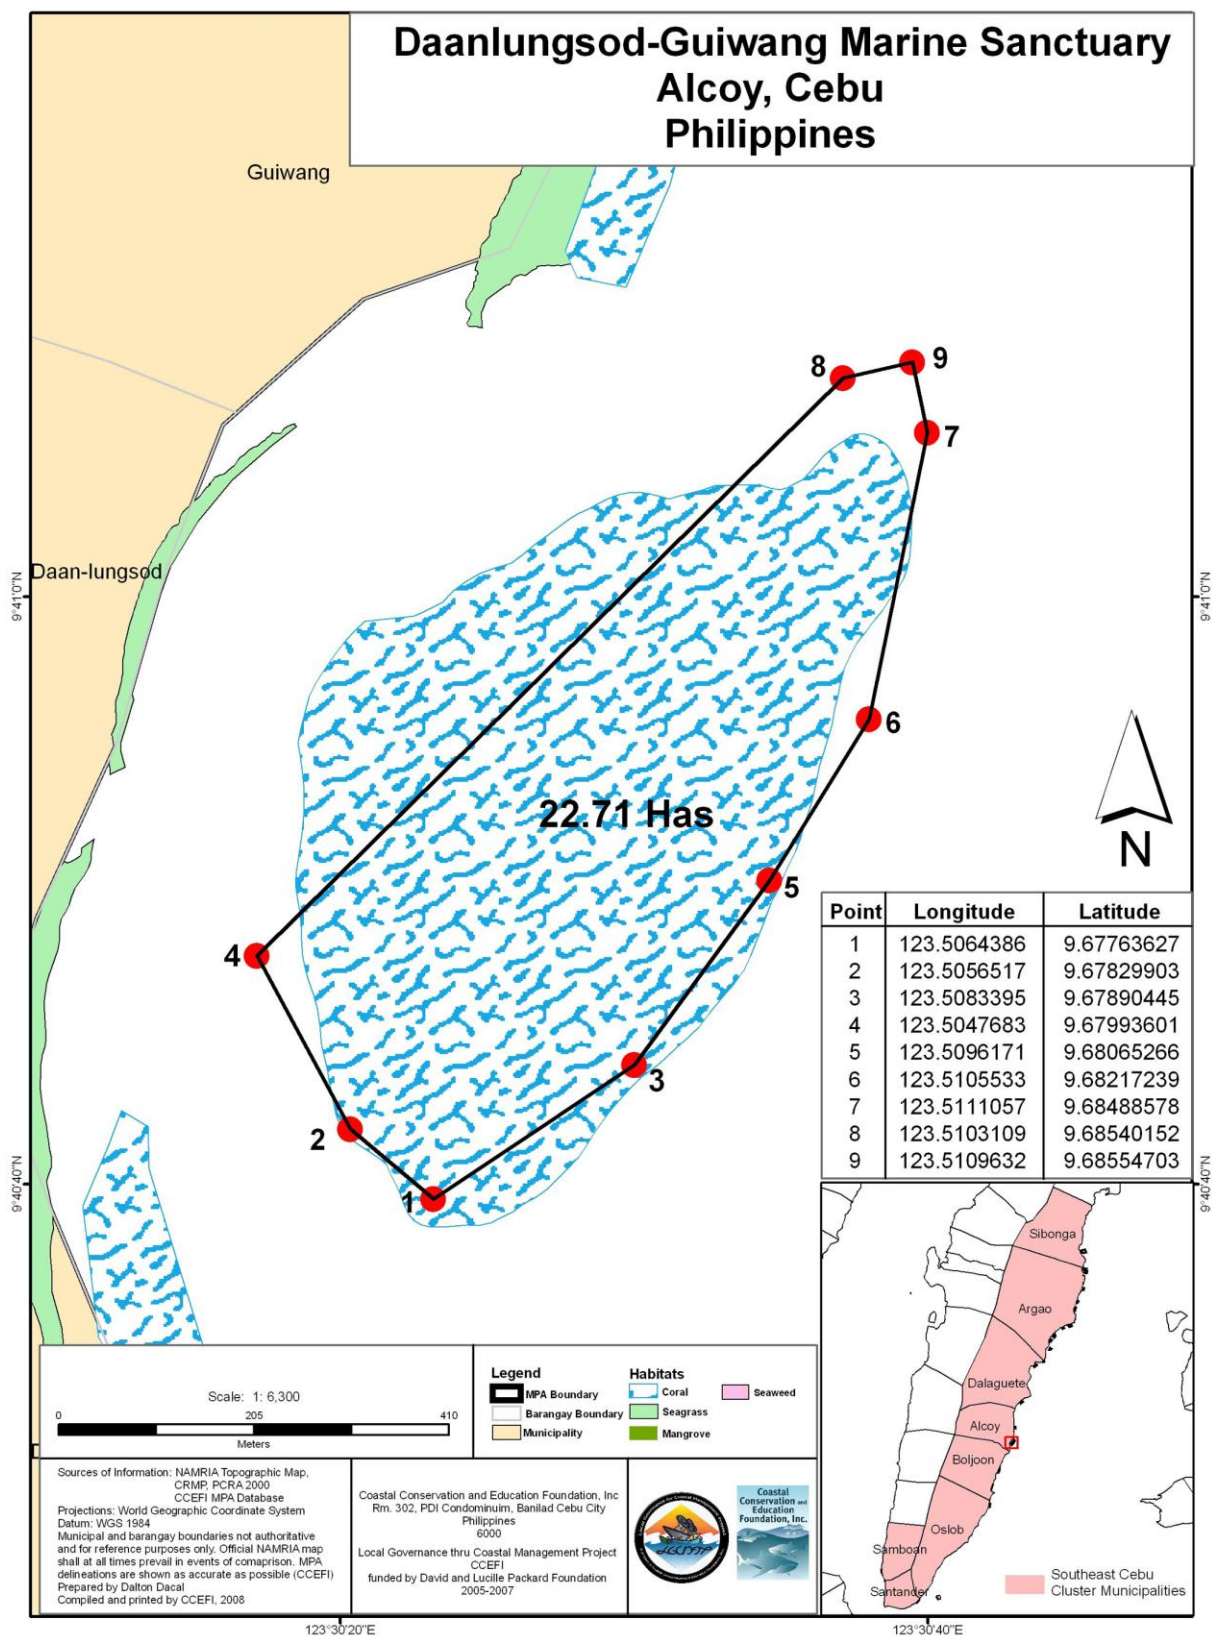 Daanlungsod-Guiwang Marine Sanctuary
Alcoy, Cebu
Philippines
Guiwang
Daan-lungsod
9°41'0"N
9°41'0"N
9°40'40"N
9°40'40"N
8
9
7
6
22.71 Has
5
4
3
2
1
N
Point Longitude Latitude
1 123.5064386 9.67763627
2 123.5056517 9.67829903
3 123.5083395 9.67890445
4 123.5047683 9.67993601
5 123.5096171 9.68065266
6 123.5105533 9.68217239
7 123.5111057 9.68488578
8 123.5103109 9.68540152
9 123.5109632 9.68554703
Sibonga
Argao
Dalaguete
Alcoy
Boljoon
Oslob
Samboan
Santander
Southeast Cebu
Cluster Municipalities
Scale: 1: 6,300
0 205 410
Meters
Legend
MPA Boundary
Barangay Boundary
Municipality
Habitats
Coral
Seagrass
Mangrove
Seaweed
Sources of Information: NAMRIA Topographic Map,
CRMP, PCRA 2000
CCEFI MPA Database
Projections: World Geographic Coordinate System
Datum: WGS 1984
Municipal and barangay boundaries not authoritative
and for reference purposes only. Official NAMRIA map
shall at all times prevail in events of comaprison. MPA
delineations are shown as accurate as possible (CCEFI)
Prepared by Dalton Dacal
Compiled and printed by CCEFI, 2008
Coastal Conservation and Education Foundation, Inc
Rm. 302, PDI Condominuim, Banilad Cebu City
Philippines
6000
Local Governance thru Coastal Management Project
CCEFI
funded by David and Lucille Packard Foundation
2005-2007
Coastal
Conservation and
Education
Foundation, Inc.
123°30'20"E
123°30'40"E